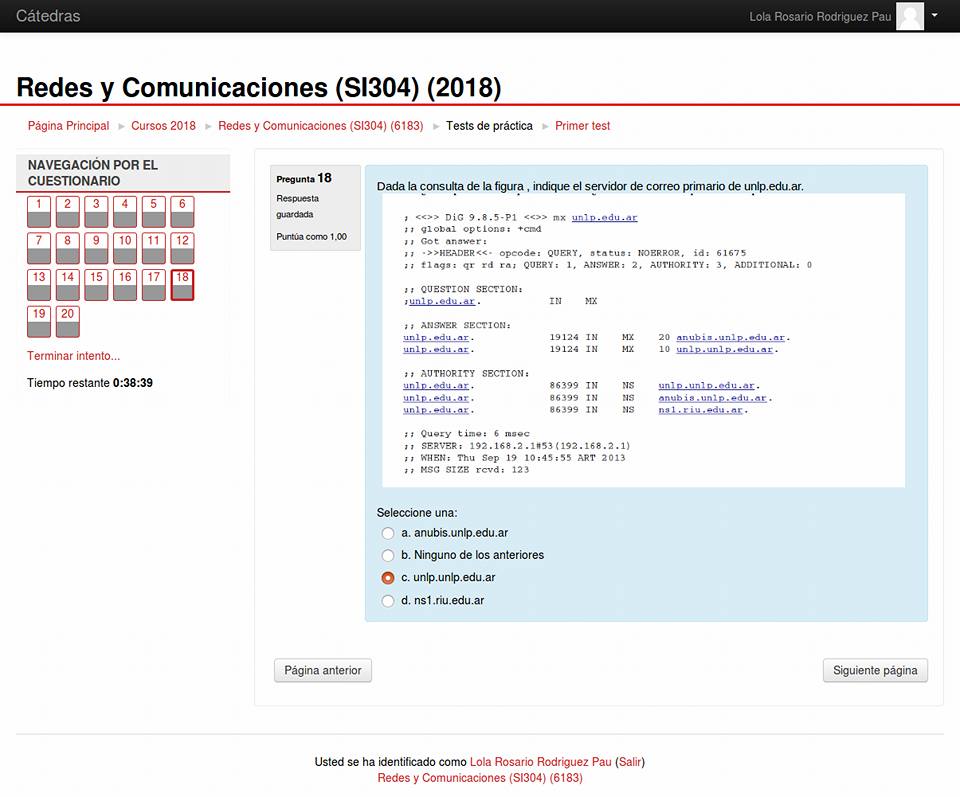 Cátedras
Lola Rosario Rodriguez Pau
Redes y Comunicaciones (SI304) (2018)
Página Principal ► Cursos 2018 ► Redes y Comunicaciones (SI304) (6183) ► Tests de práctica ► Primer test
NAVEGACIÓN POR EL
CUESTIONARIO
1 2 3 4 5 6
7 8 9 10 11 12
13 14 15 16 17 18
19 20
Terminar intento...
Tiempo restante 0:38:39
Pregunta 18
Respuesta
guardada
Puntúa como 1,00
Dada la consulta de la figura , indique el servidor de correo primario de unlp.edu.ar.
; <<>> DiG 9.8.5-P1 <<>> mx unlp.edu.ar
;; global options: +cmd
;; Got answer:
;; ->>HEADER<<- opcode: QUERY, status: NOERROR, id: 61675
;; flags: qr rd ra; QUERY: 1, ANSWER: 2, AUTHORITY: 3, ADDITIONAL: 0
;; QUESTION SECTION:
;unlp.edu.ar. IN MX
;; ANSWER SECTION:
unlp.edu.ar. 19124 IN MX 20 anubis.unlp.edu.ar.
unlp.edu.ar. 19124 IN MX 10 unlp.unlp.edu.ar.
;; AUTHORITY SECTION:
unlp.edu.ar. 86399 IN NS unlp.unlp.edu.ar.
unlp.edu.ar. 86399 IN NS anubis.unlp.edu.ar.
unlp.edu.ar. 86399 IN NS ns1.riu.edu.ar.
;; Query time: 6 msec
;; SERVER: 192.168.2.1#53(192.168.2.1)
;; WHEN: Thu Sep 19 10:45:55 ART 2013
;; MSG SIZE rcvd: 123
Seleccione una:
a. anubis.unlp.edu.ar
b. Ninguno de los anteriores
c. unlp.unlp.edu.ar
d. ns1.riu.edu.ar
Página anterior
Siguiente página
Usted se ha identificado como Lola Rosario Rodriguez Pau (Salir)
Redes y Comunicaciones (SI304) (6183)